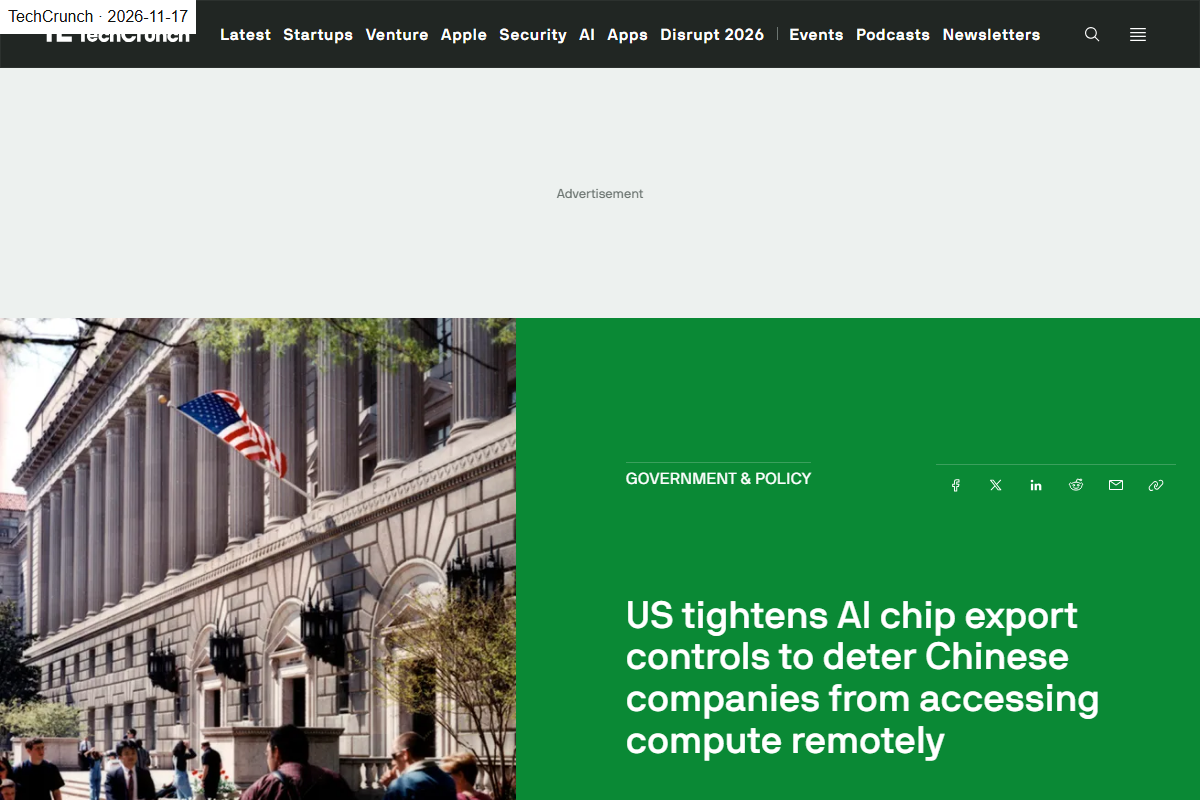 TechCrunch · 2026-11-17
TechCrunch
Latest Startups Venture Apple Security AI Apps Disrupt 2026 Events Podcasts Newsletters
Advertisement
GOVERNMENT & POLICY
US tightens AI chip export
controls to deter Chinese
companies from accessing
compute remotely